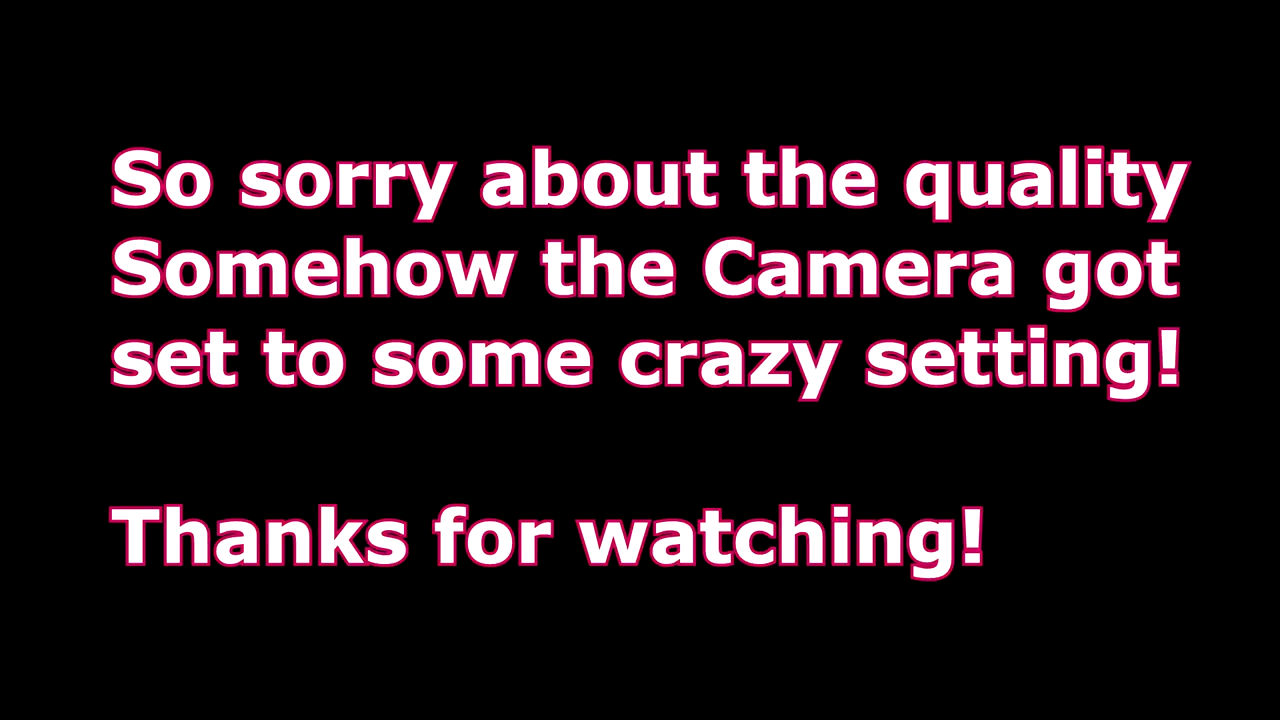 So sorry about the quality
Somehow the Camera got
set to some crazy setting!
Thanks for watching!